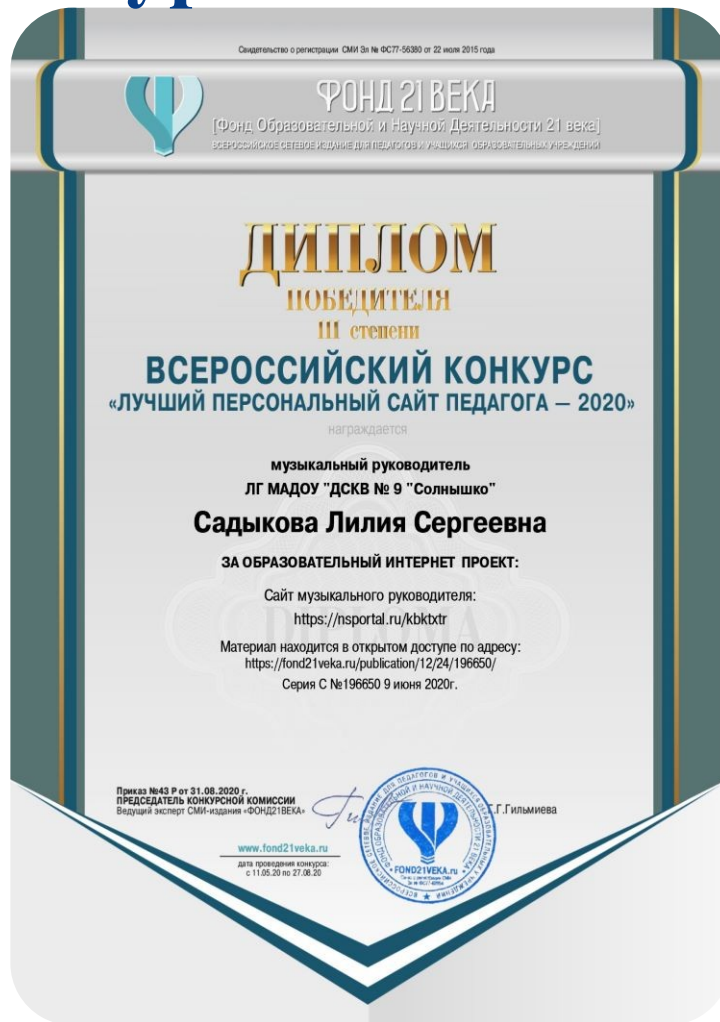 Свидетельство о регистрации СМИ Эл № ФС77-56380 от 22 июля 2015 года
ФОНД 21 ВЕКА
[Фонд Образовательной и Научной Деятельности 21 века]
ВСЕРОССИЙСКОЕ СЕТЕВОЕ ИЗДАНИЕ ДЛЯ ПЕДАГОГОВ И УЧАЩИХСЯ ОБРАЗОВАТЕЛЬНЫХ УЧРЕЖДЕНИЙ
ДИПЛОМ
ПОБЕДИТЕЛЯ
III степени
ВСЕРОССИЙСКИЙ КОНКУРС
«ЛУЧШИЙ ПЕРСОНАЛЬНЫЙ САЙТ ПЕДАГОГА – 2020»
награждается
музыкальный руководитель
ЛГ МАДОУ "ДСКВ № 9 "Солнышко"
Садыкова Лилия Сергеевна
ЗА ОБРАЗОВАТЕЛЬНЫЙ ИНТЕРНЕТ ПРОЕКТ:
Сайт музыкального руководителя:
https://nsportal.ru/kbktxtr
DIPLOMA
Материал находится в открытом доступе по адресу:
https://fond21veka.ru/publication/12/24/196650/
Серия С №196650 9 июня 2020г.
Приказ №43 Р от 31.08.2020 г.
ПРЕДСЕДАТЕЛЬ КОНКУРСНОЙ КОМИССИИ
Ведущий эксперт СМИ-издания «ФОНД21ВЕКА»
Г.Г.Гильмиева
www.fond21veka.ru
дата проведения конкурса:
с 11.05.20 по 27.08.20
FOND21VEKA.ru